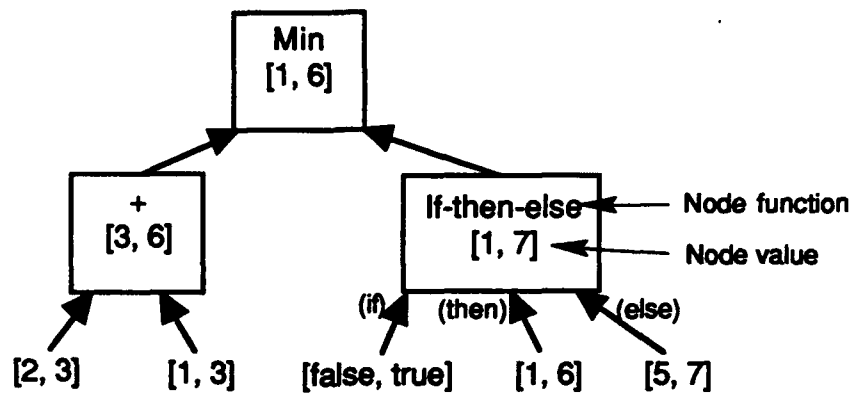 Min
[1, 6]
+
[3, 6]
If-then-else
[1, 7]
Node function
Node value
(if)
(then)
(else)
[2, 3]
[1, 3]
[false, true]
[1, 6]
[5, 7]